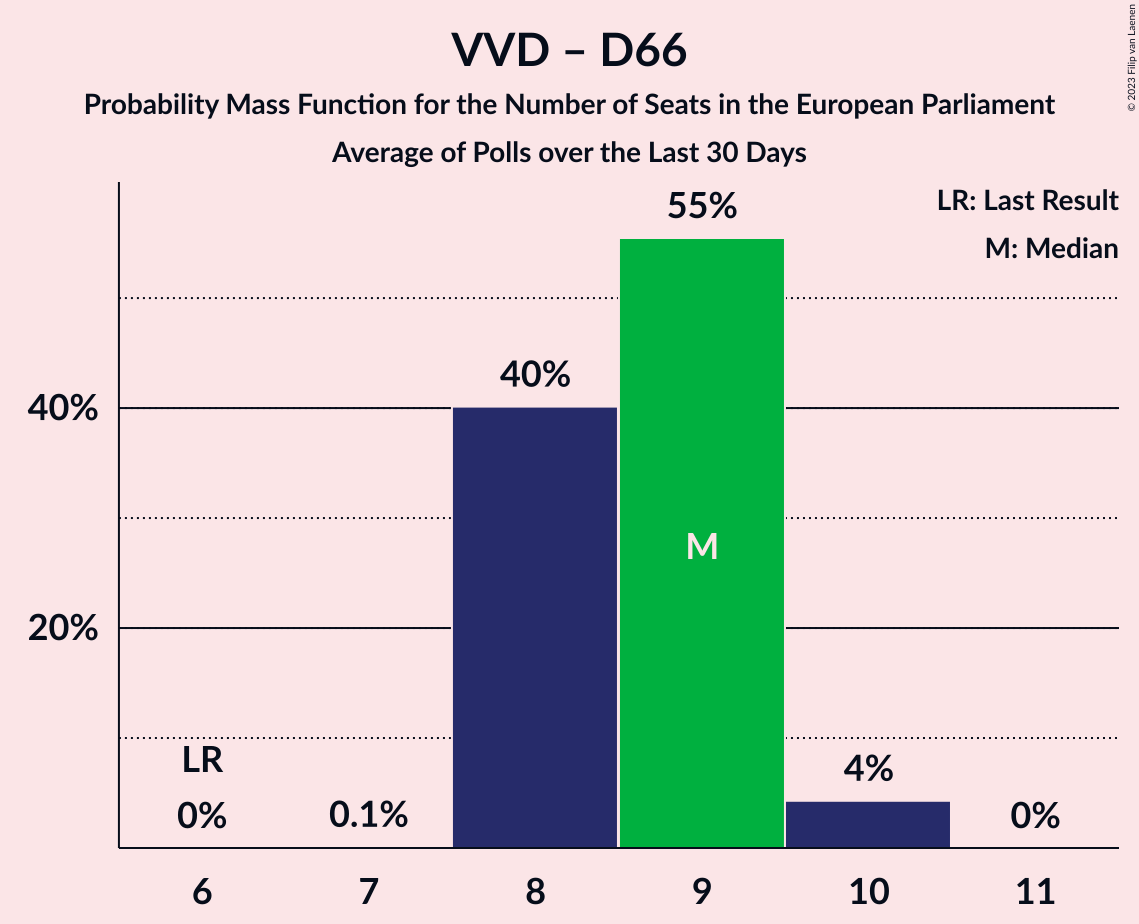 VVD – D66
Probability Mass Function for the Number of Seats in the European Parliament
Average of Polls over the Last 30 Days
© 2023 Filip van Laenen
LR: Last Result
M: Median
55%
40%
40%
M
20%
LR
0%
0.1%
4%
0%
6 7 8 9 10 11